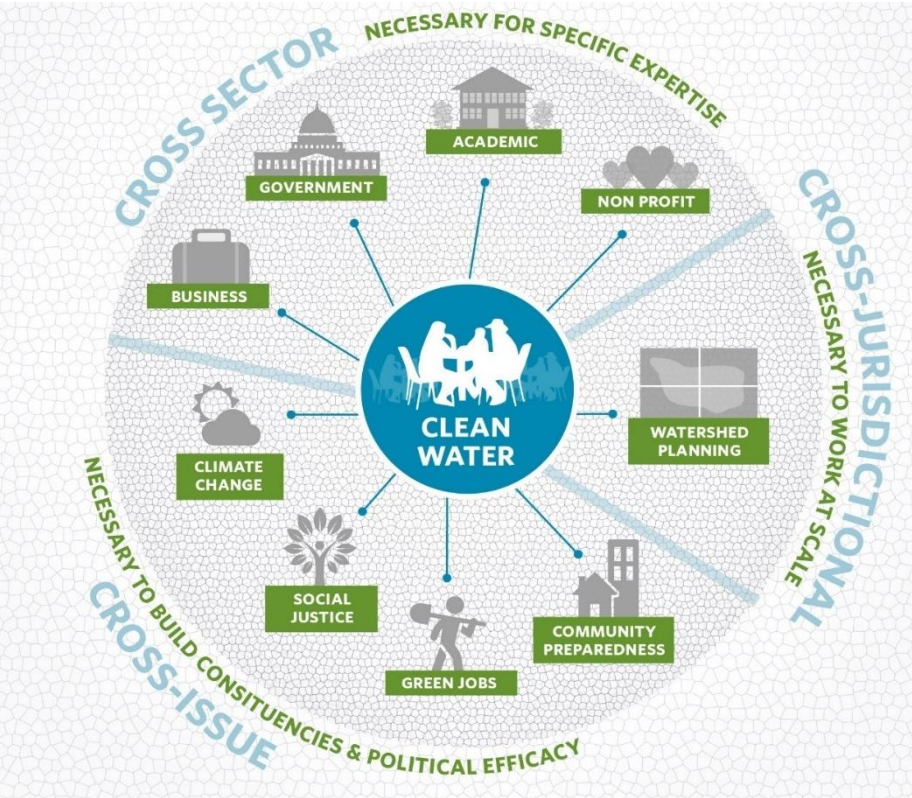 CROSS SECTOR
NECESSARY FOR SPECIFIC EXPERTISE
ACADEMIC
GOVERNMENT
NON PROFIT
BUSINESS
CROSS-JURISDICTIONAL
NECESSARY TO WORK AT SCALE
WATERSHED
PLANNING
CLEAN
WATER
CLIMATE
CHANGE
SOCIAL
JUSTICE
COMMUNITY
PREPAREDNESS
GREEN JOBS
NECESSARY TO BUILD CONSITUENCIES & POLITICAL EFFICACY
CROSS-ISSUE